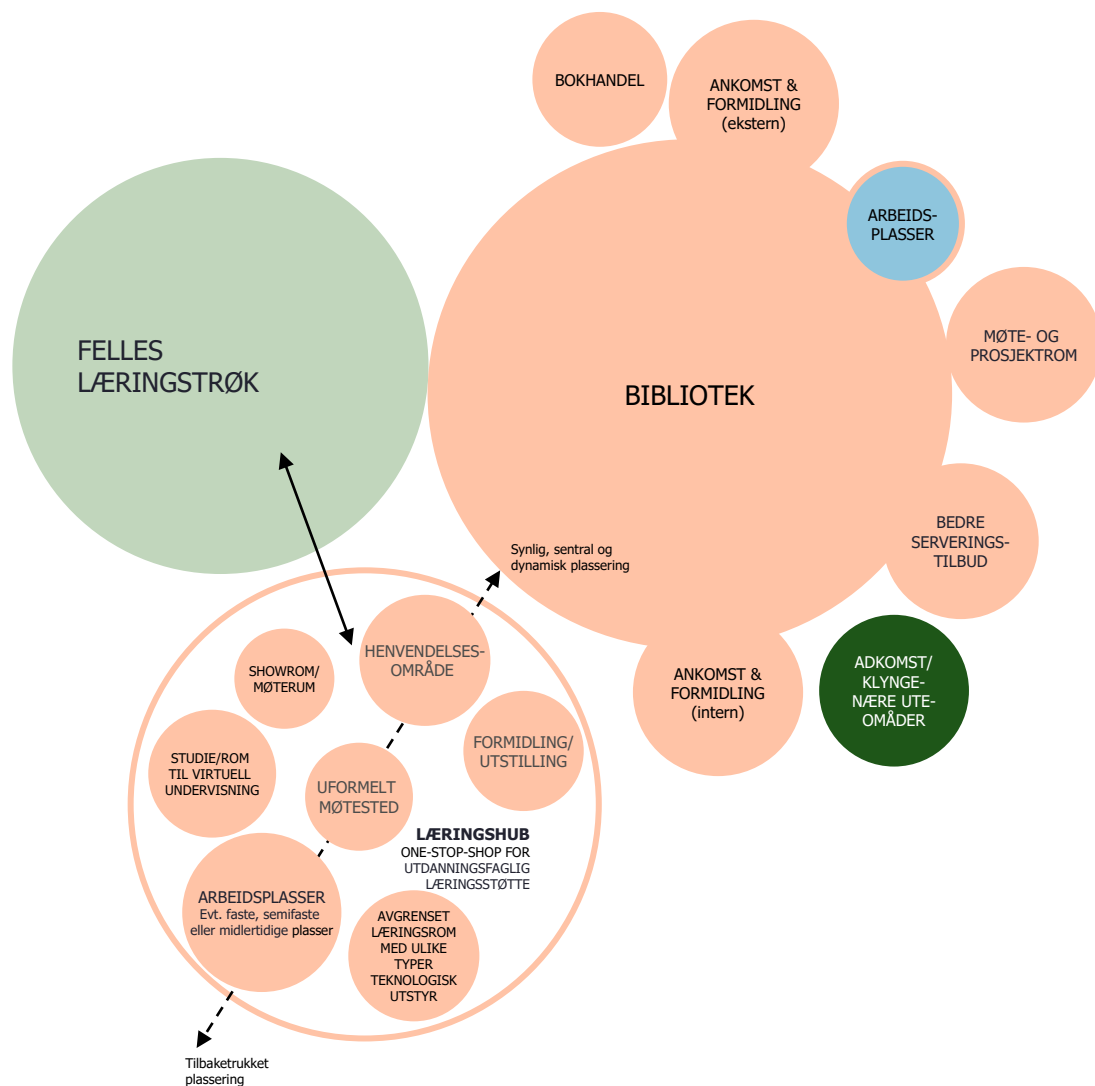 BOKHANDEL
ANKOMST &
FORMIDLING
(ekstern)
ARBEIDS-
PLASSER
FELLES
LÆRINGSTRØK
MØTE- OG
PROSJEKTROM
BIBLIOTEK
BEDRE
SERVERINGS-
TILBUD
Synlig, sentral og
dynamisk plassering
HENVENDELSES-
OMRÅDE
SHOWROM/
MØTERUM
ANKOMST &
FORMIDLING
(intern)
ADKOMST/
KLYNGE-
NÆRE UTE-
OMÅDER
FORMIDLING/
UTSTILLING
STUDIE/ROM
TIL VIRTUELL
UNDERVISNING
UFORMELT
MØTESTED
LÆRINGSHUB
ONE-STOP-SHOP FOR
UTDANNINGSFAGLIG
LÆRINGSSTØTTE
ARBEIDSPLASSER
Evt. faste, semifaste
eller midlertidige plasser
AVGRENSET
LÆRINGSROM
MED ULIKE
TYPER
TEKNOLOGISK
UTSTYR
Tilbaketrukket
plassering